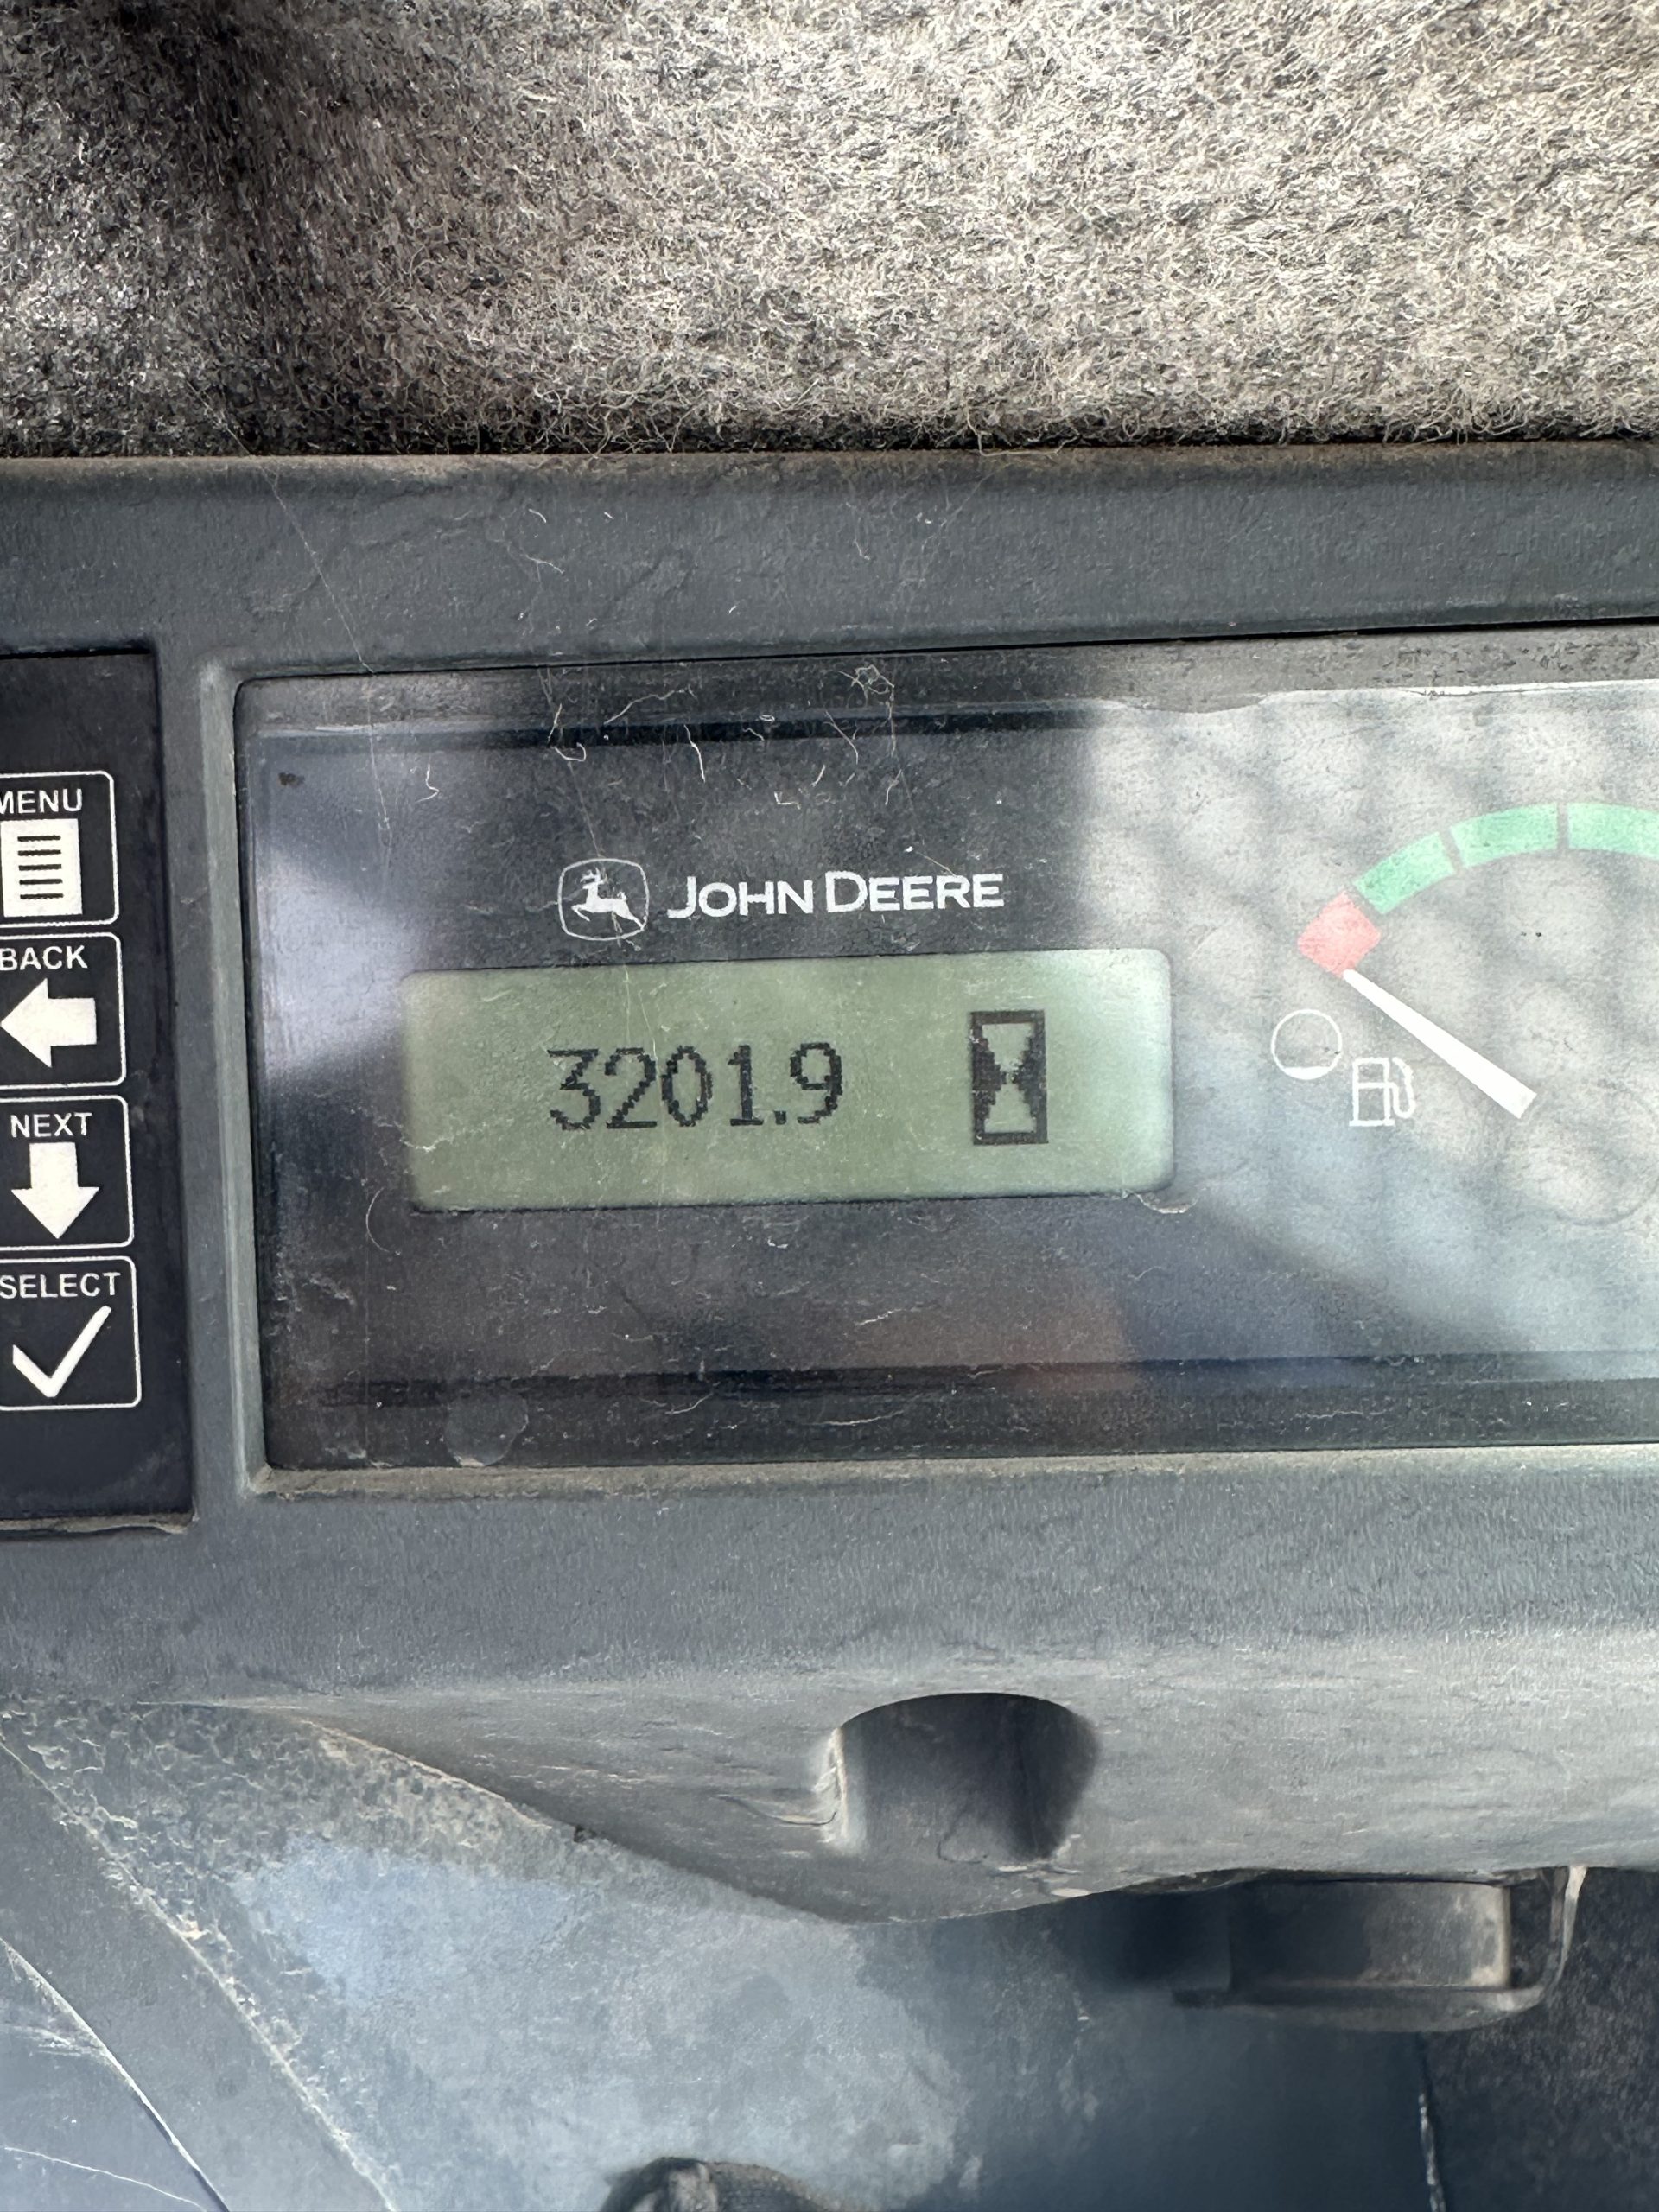 MENU
BACK
NEXT
SELECT
JOHN DEERE
3201.9